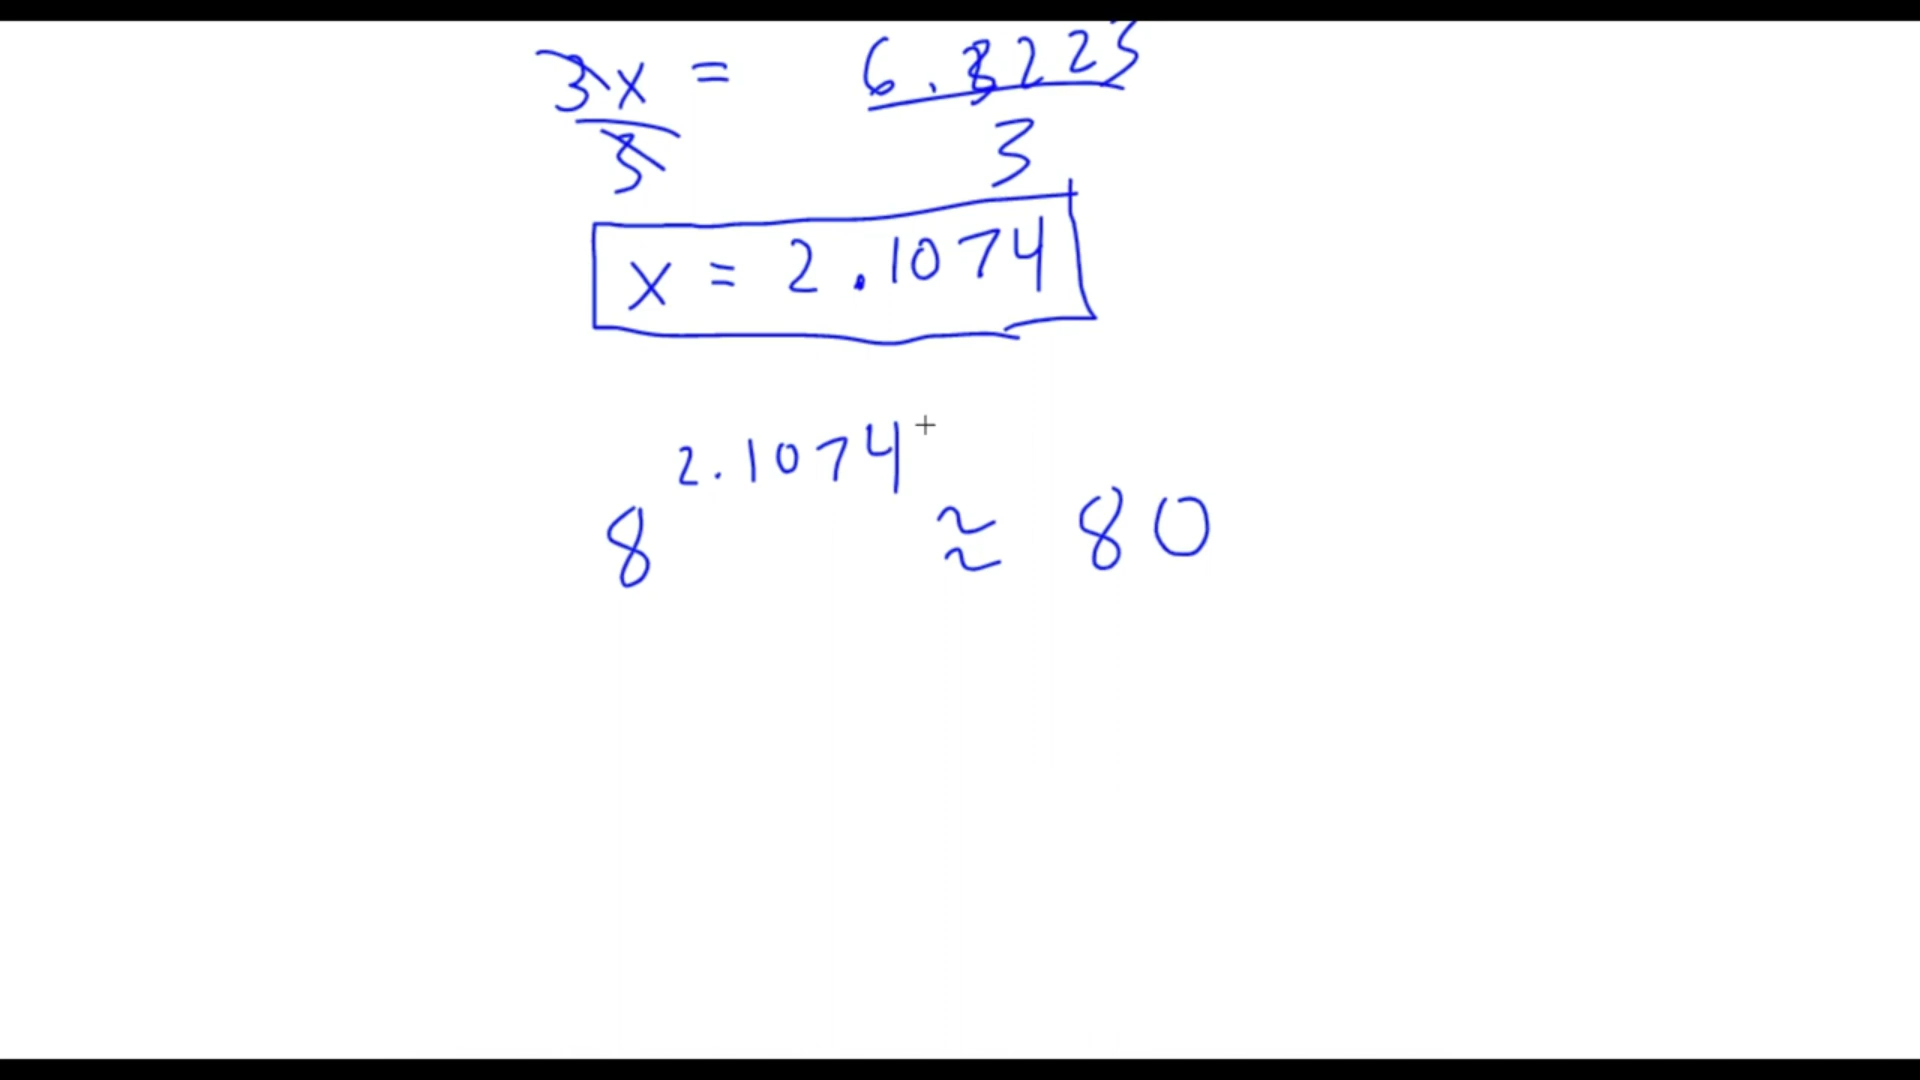 3x = 6.3223
3 3
x = 2.1074
8^2.1074 ≈ 80